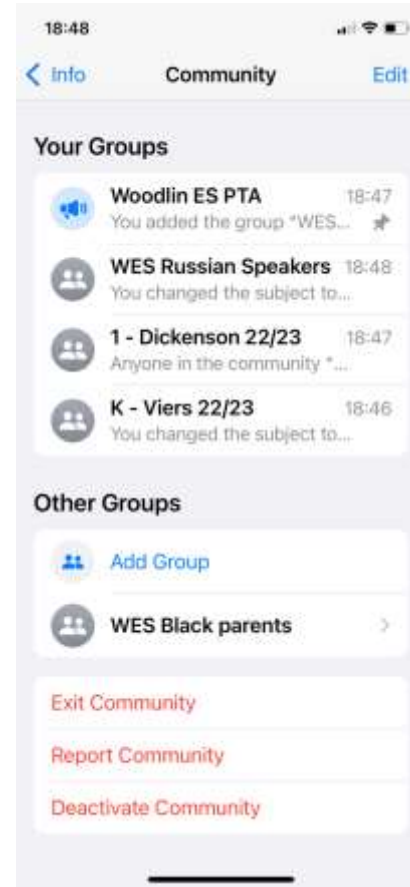 18:48
Info Community Edit
Your Groups
Woodlin ES PTA 18:47
You added the group "WES...
WES Russian Speakers 18:48
You changed the subject to...
1 - Dickenson 22/23 18:47
Anyone in the community "...
K - Viers 22/23 18:46
You changed the subject to...
Other Groups
Add Group
WES Black parents
Exit Community
Report Community
Deactivate Community